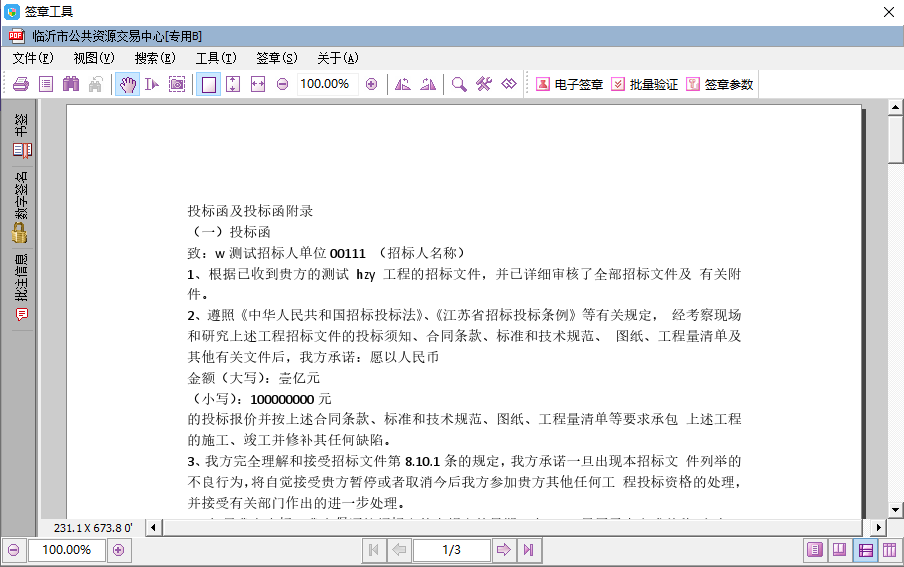 签章工具
临沂市公共资源交易中心[专用B]
文件(F) 视图(V) 搜索(E) 工具(T) 签章(S) 关于(A)
100.00% 电子签章 批量验证 签章参数
书签
数字签名
批注信息
投标函及投标函附录
（一）投标函
致：w 测试招标人单位 00111 （招标人名称）
1、根据已收到贵方的测试 hzy 工程的招标文件，并已详细审核了全部招标文件及 有关附
件。
2、遵照《中华人民共和国招标投标法》、《江苏省招标投标条例》等有关规定， 经考察现场
和研究上述工程招标文件的投标须知、合同条款、标准和技术规范、 图纸、工程量清单及
其他有关文件后，我方承诺：愿以人民币
金额（大写）：壹亿元
（小写）：100000000 元
的投标报价并按上述合同条款、标准和技术规范、图纸、工程量清单等要求承包 上述工程
的施工、竣工并修补其任何缺陷。
3、我方完全理解和接受招标文件第 8.10.1 条的规定，我方承诺一旦出现本招标文 件列举的
不良行为，将自觉接受贵方暂停或者取消今后我方参加贵方其他任何工 程投标资格的处理，
并接受有关部门作出的进一步处理。
231.1 X 673.8 0'
100.00% 1/3